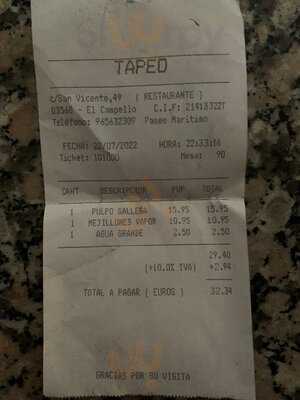 TAPEO
c/San Vicente,49 ( RESTAURANTE )
03560 - El Campello C.I.F: 21418322T
Teléfono: 965632309 Paseo Maritimo
FECHA: 22/07/2022 HORA: 22:33:16
Ticket: 101000 Mesa: 90
CANT DESCRIPCION PVP TOTAL
1 PULPO GALLEGA 15.95 15.95
1 MEJILLONES VAPOR 10.95 10.95
1 AGUA GRANDE 2.50 2.50
29.40
(+10.0% IVA) +2.94
TOTAL A PAGAR ( EUROS ) 32.34
GRACIAS POR SU VISITA